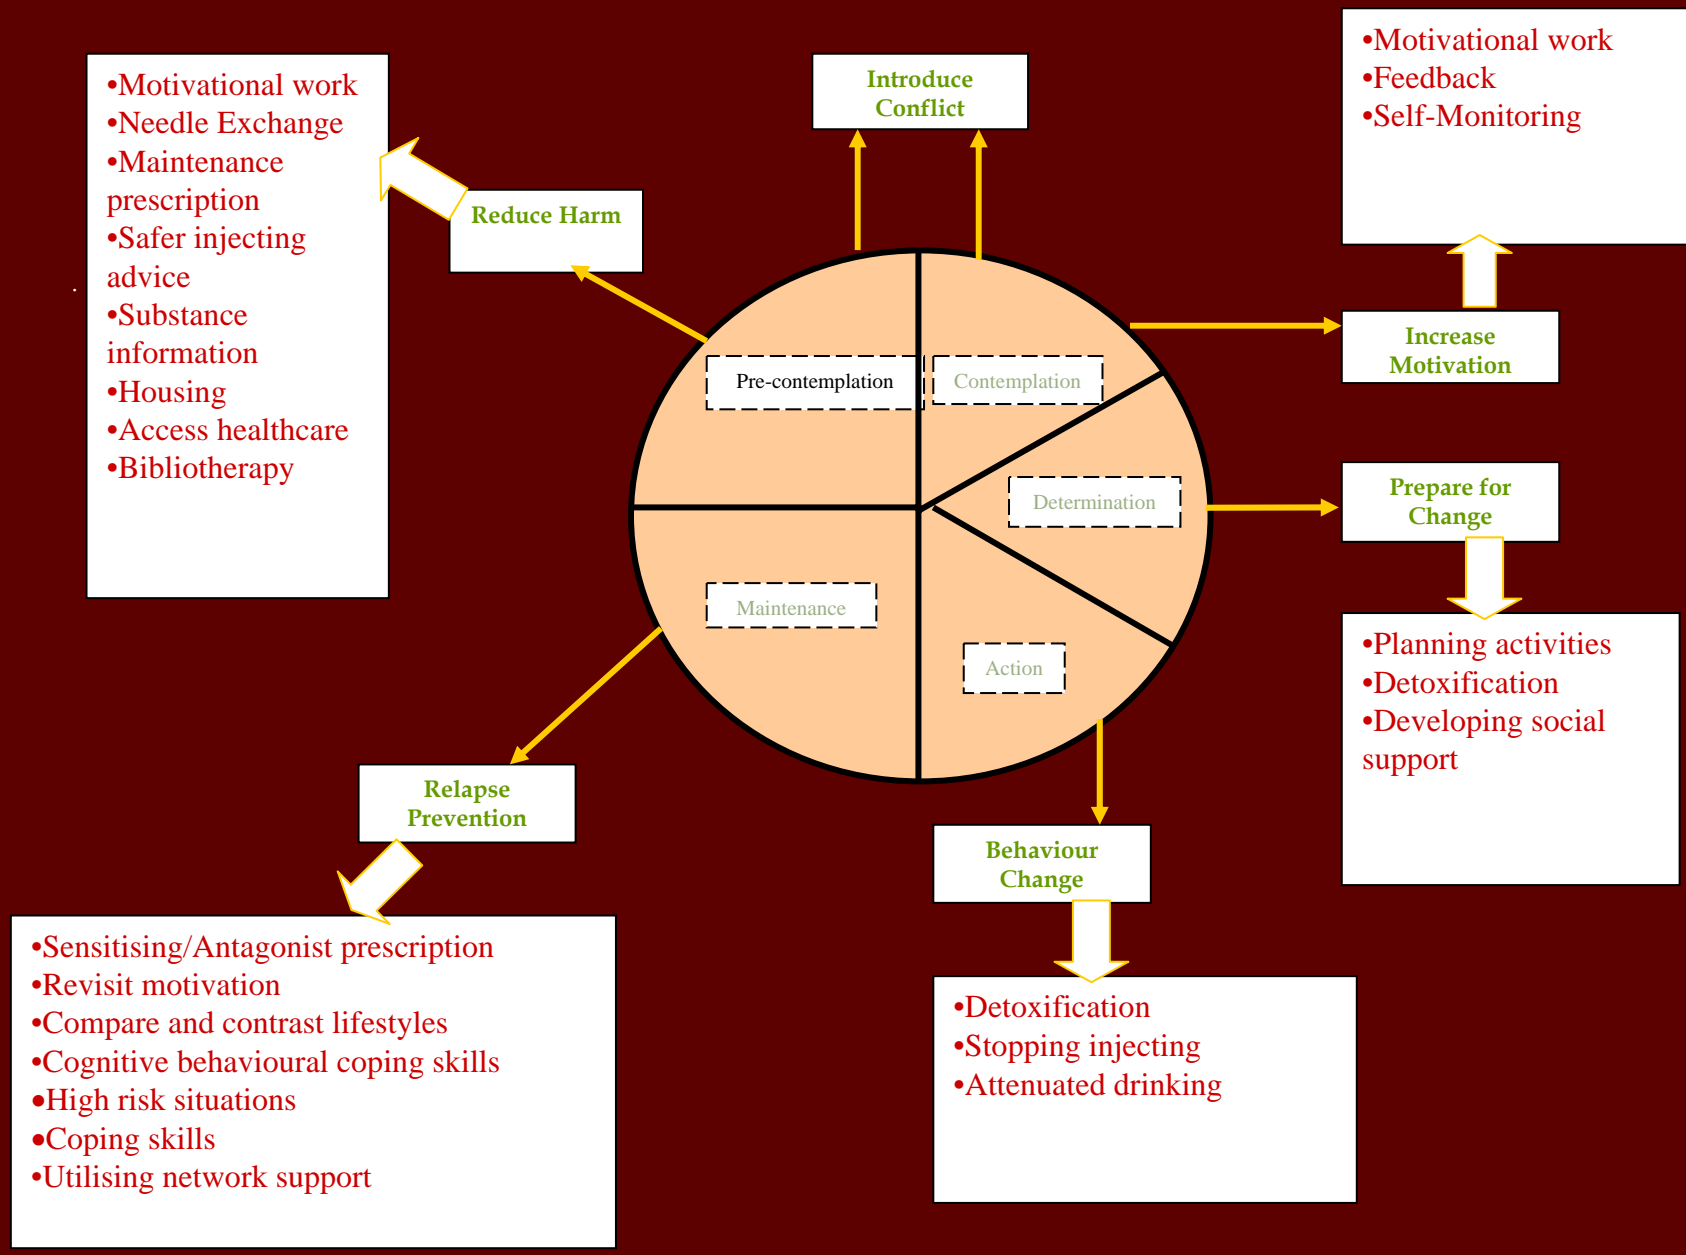 •Motivational work
•Needle Exchange
•Maintenance
prescription
•Safer injecting
advice
•Substance
information
•Housing
•Access healthcare
•Bibliotherapy
Reduce Harm
Introduce
Conflict
•Motivational work
•Feedback
•Self-Monitoring
Increase
Motivation
Pre-contemplation
Contemplation
Determination
Maintenance
Action
Prepare for
Change
•Planning activities
•Detoxification
•Developing social
support
Relapse
Prevention
•Sensitising/Antagonist prescription
•Revisit motivation
•Compare and contrast lifestyles
•Cognitive behavioural coping skills
•High risk situations
•Coping skills
•Utilising network support
Behaviour
Change
•Detoxification
•Stopping injecting
•Attenuated drinking